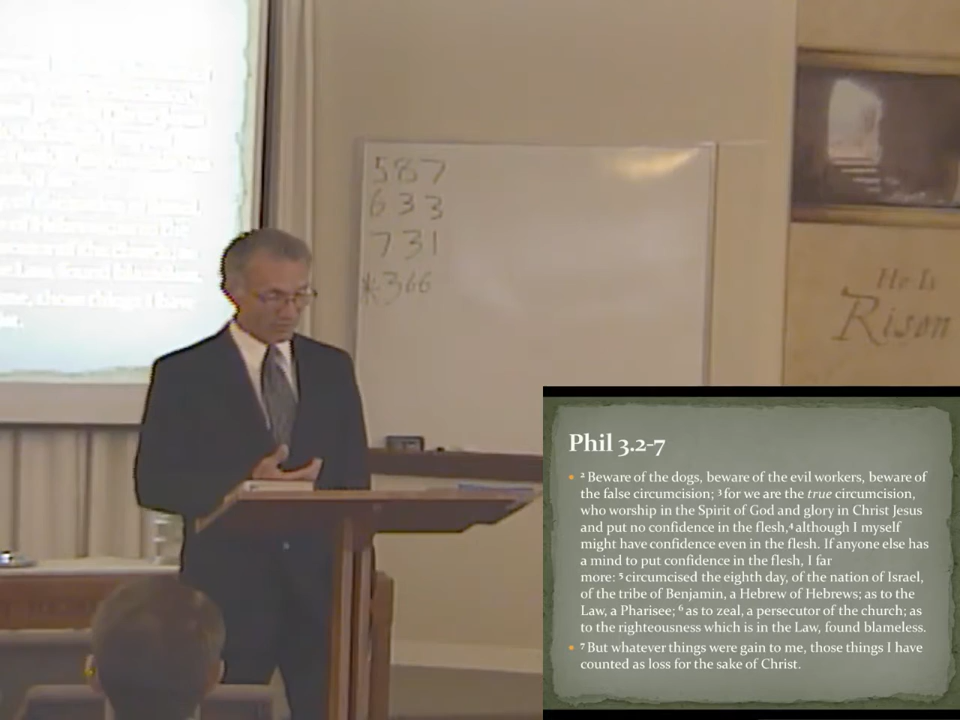 587
633
731
*366
He Is
Risen
Phil 3.2-7
• ² Beware of the dogs, beware of the evil workers, beware of
the false circumcision; ³ for we are the true circumcision,
who worship in the Spirit of God and glory in Christ Jesus
and put no confidence in the flesh,⁴ although I myself
might have confidence even in the flesh. If anyone else has
a mind to put confidence in the flesh, I far
more: ⁵ circumcised the eighth day, of the nation of Israel,
of the tribe of Benjamin, a Hebrew of Hebrews; as to the
Law, a Pharisee; ⁶ as to zeal, a persecutor of the church; as
to the righteousness which is in the Law, found blameless.
• ⁷ But whatever things were gain to me, those things I have
counted as loss for the sake of Christ.